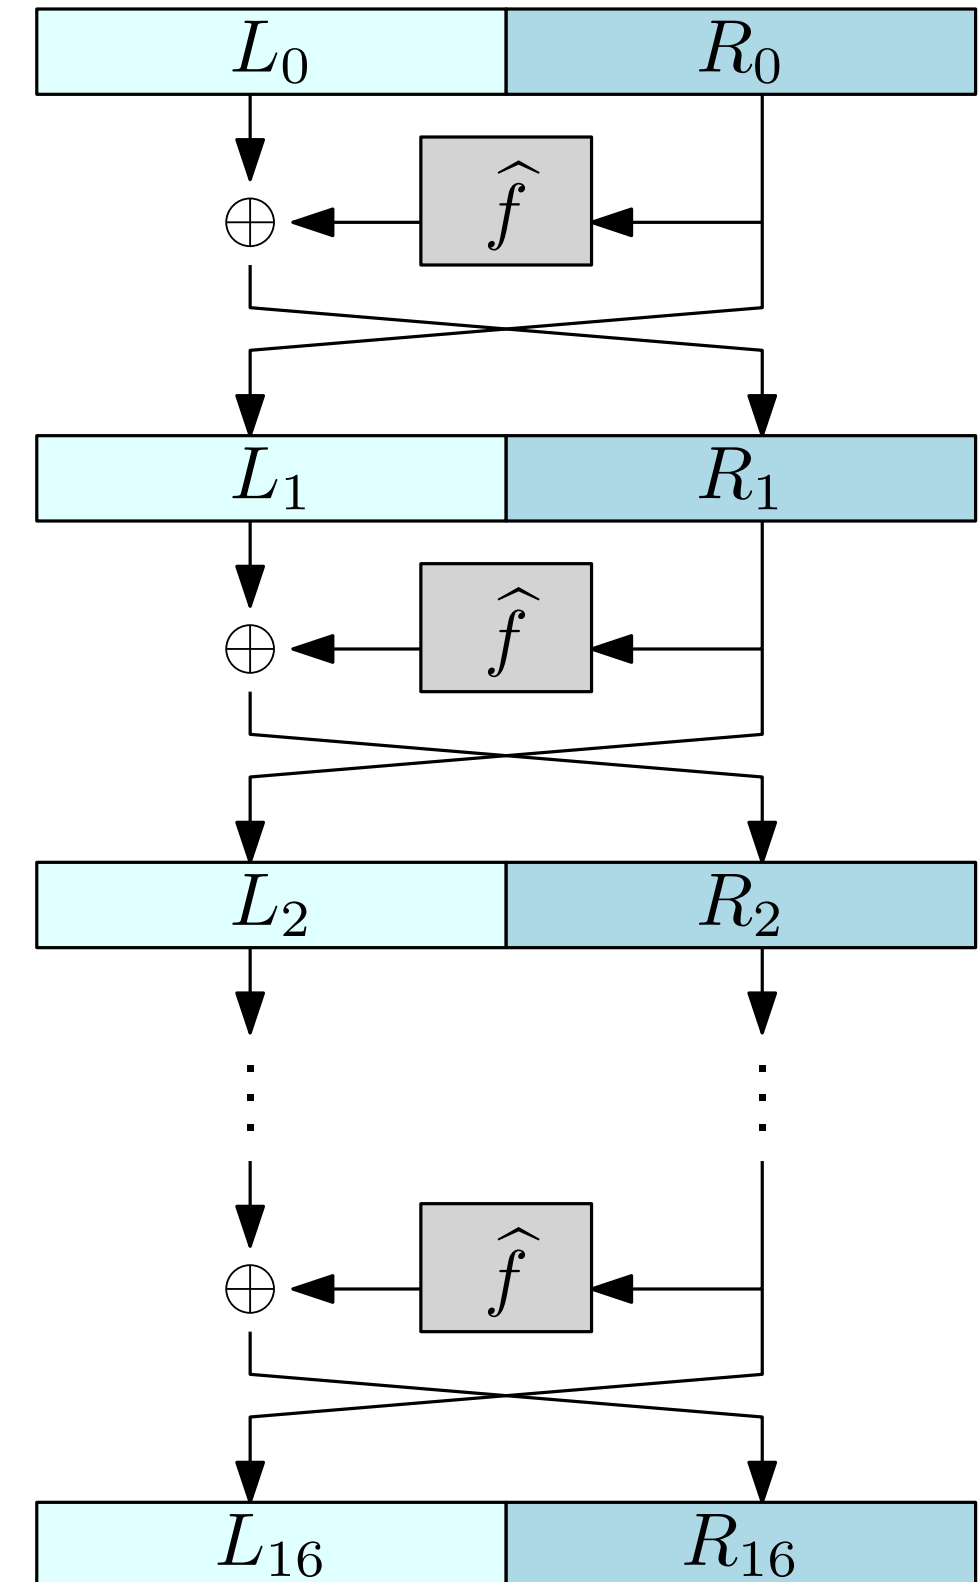 L₀ R₀
⊕ f̂
L₁ R₁
⊕ f̂
L₂ R₂
⋮ ⋮
⊕ f̂
L₁₆ R₁₆